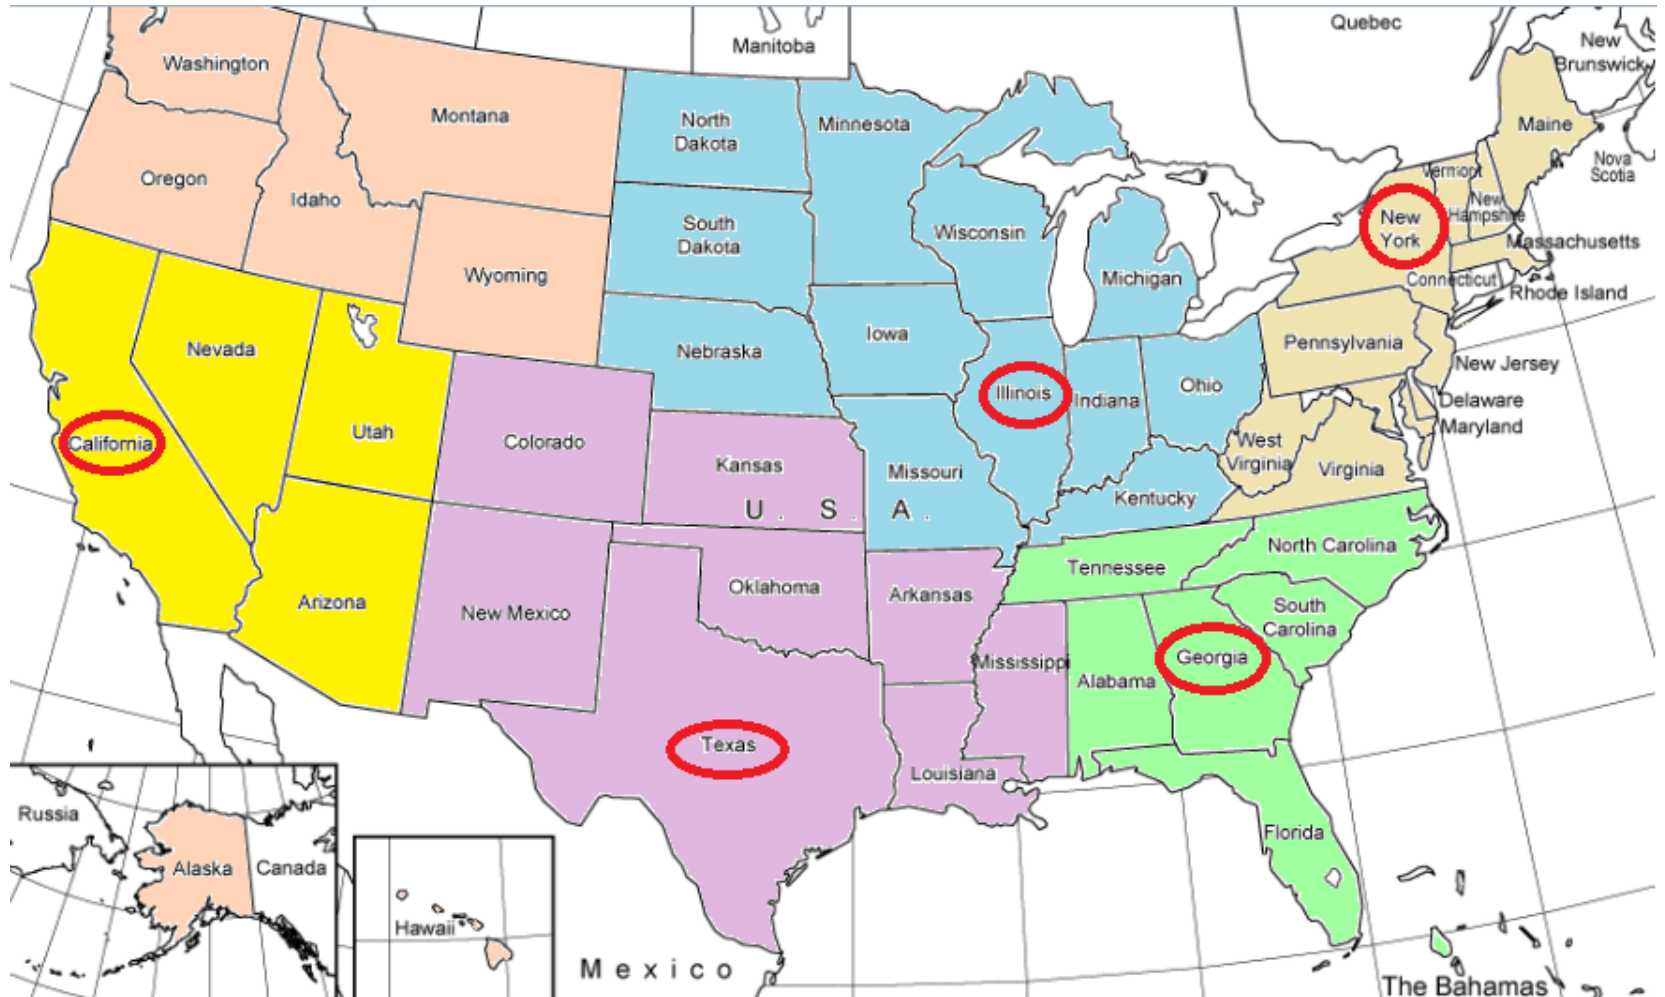 Quebec
New
Brunswick
Manitoba
Washington
Montana
North
Dakota
Minnesota
Maine
Nova
Scotia
Oregon
Idaho
Vermont
New
Hampshire
New
York
South
Dakota
Wisconsin
Massachusetts
Wyoming
Michigan
Connecticut
Rhode Island
Iowa
Nevada
Nebraska
Pennsylvania
New Jersey
Illinois
Indiana
Ohio
Delaware
Maryland
California
Utah
Colorado
Kansas
Missouri
West
Virginia
Virginia
Kentucky
U. S. A.
North Carolina
Tennessee
Arizona
New Mexico
Oklahoma
Arkansas
South
Carolina
Mississippi
Alabama
Georgia
Texas
Louisiana
Russia
Florida
Alaska
Canada
Hawaii
Mexico
The Bahamas